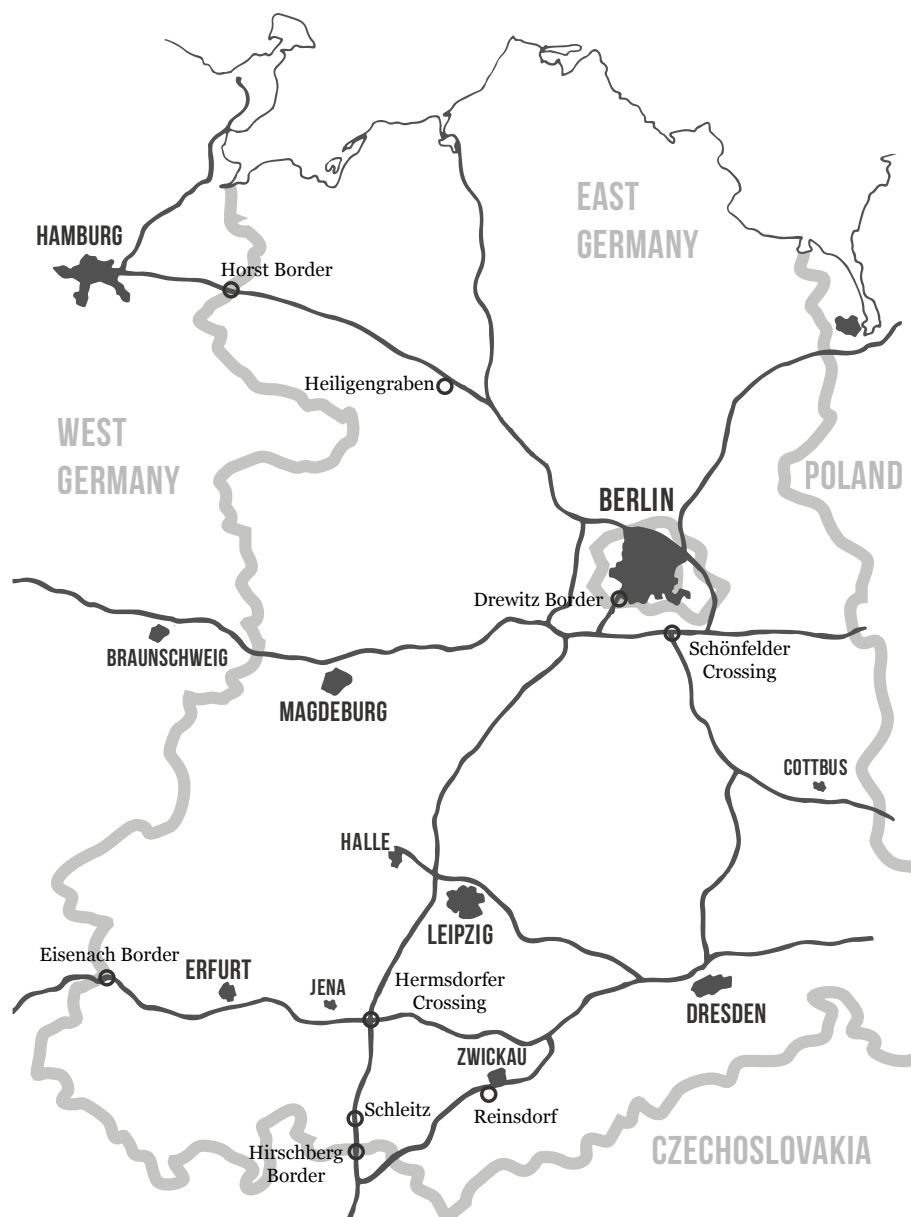 EAST
GERMANY
HAMBURG
Horst Border
Heiligengraben
WEST
GERMANY
POLAND
BERLIN
Drewitz Border
Schönfelder
Crossing
BRAUNSCHWEIG
MAGDEBURG
COTTBUS
HALLE
LEIPZIG
Eisenach Border
ERFURT
JENA
Hermsdorfer
Crossing
DRESDEN
ZWICKAU
Schleitz
Reinsdorf
Hirschberg
Border
CZECHOSLOVAKIA